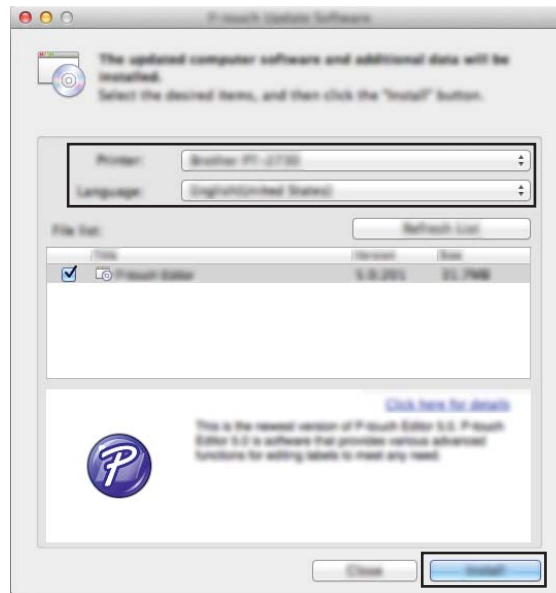 P-touch Update Software
The updated computer software and additional data will be
installed.
Select the desired items, and then click the "Install" button.
Printer: Brother PT-2730
Language: English(United States)
File list: Refresh List
Title Version Size
P-touch Editor 5.0.201 31.7MB
Click here for details
This is the newest version of P-touch Editor 5.0. P-touch
Editor 5.0 is software that provides various advanced
functions for editing labels to meet any need.
P
Close Install